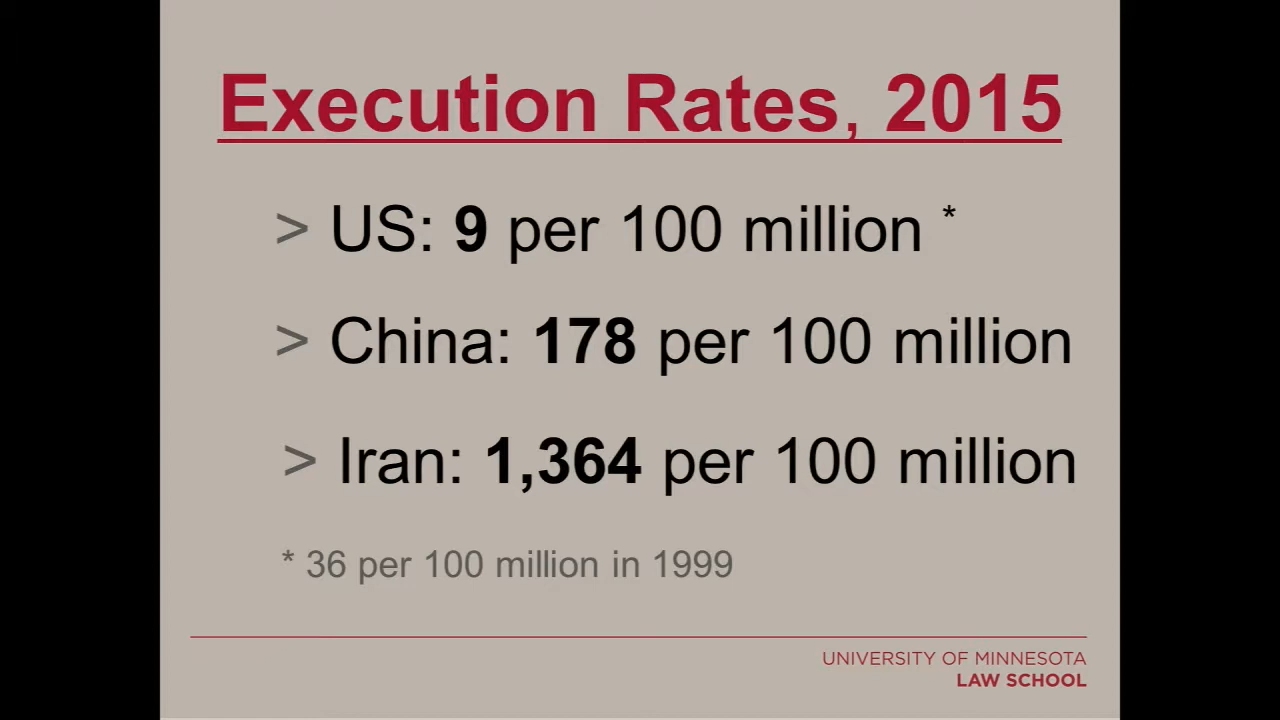 Execution Rates, 2015
> US: 9 per 100 million *
> China: 178 per 100 million
> Iran: 1,364 per 100 million
* 36 per 100 million in 1999
UNIVERSITY OF MINNESOTA
LAW SCHOOL